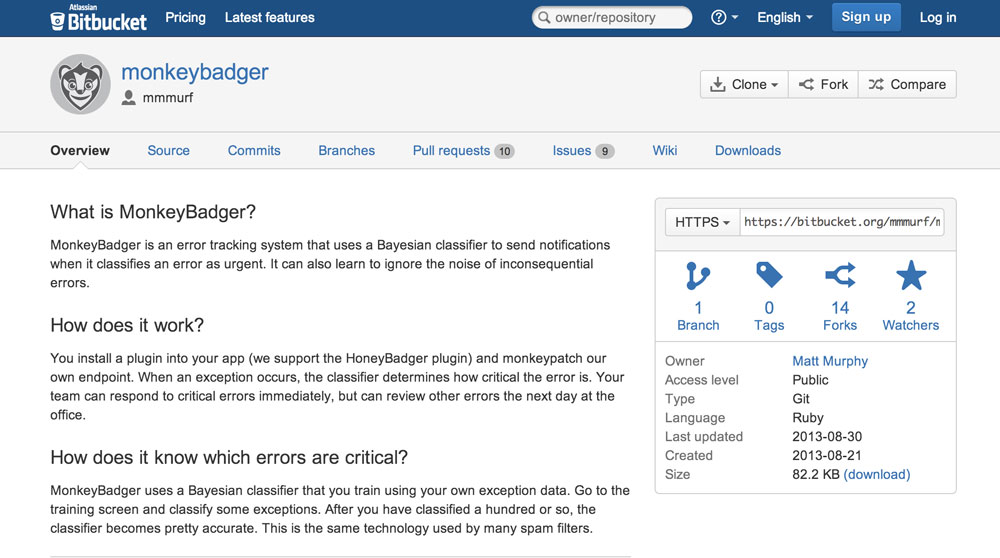 Atlassian
Bitbucket
Pricing
Latest features
owner/repository
English
Sign up
Log in
monkeybadger
mmmurf
Clone
Fork
Compare
Overview
Source
Commits
Branches
Pull requests 10
Issues 9
Wiki
Downloads
What is MonkeyBadger?
MonkeyBadger is an error tracking system that uses a Bayesian classifier to send notifications
when it classifies an error as urgent. It can also learn to ignore the noise of inconsequential
errors.
How does it work?
You install a plugin into your app (we support the HoneyBadger plugin) and monkeypatch our
own endpoint. When an exception occurs, the classifier determines how critical the error is. Your
team can respond to critical errors immediately, but can review other errors the next day at the
office.
How does it know which errors are critical?
MonkeyBadger uses a Bayesian classifier that you train using your own exception data. Go to the
training screen and classify some exceptions. After you have classified a hundred or so, the
classifier becomes pretty accurate. This is the same technology used by many spam filters.
HTTPS
https://bitbucket.org/mmmurf/m
1
Branch
0
Tags
14
Forks
2
Watchers
Owner Matt Murphy
Access level Public
Type Git
Language Ruby
Last updated 2013-08-30
Created 2013-08-21
Size 82.2 KB (download)